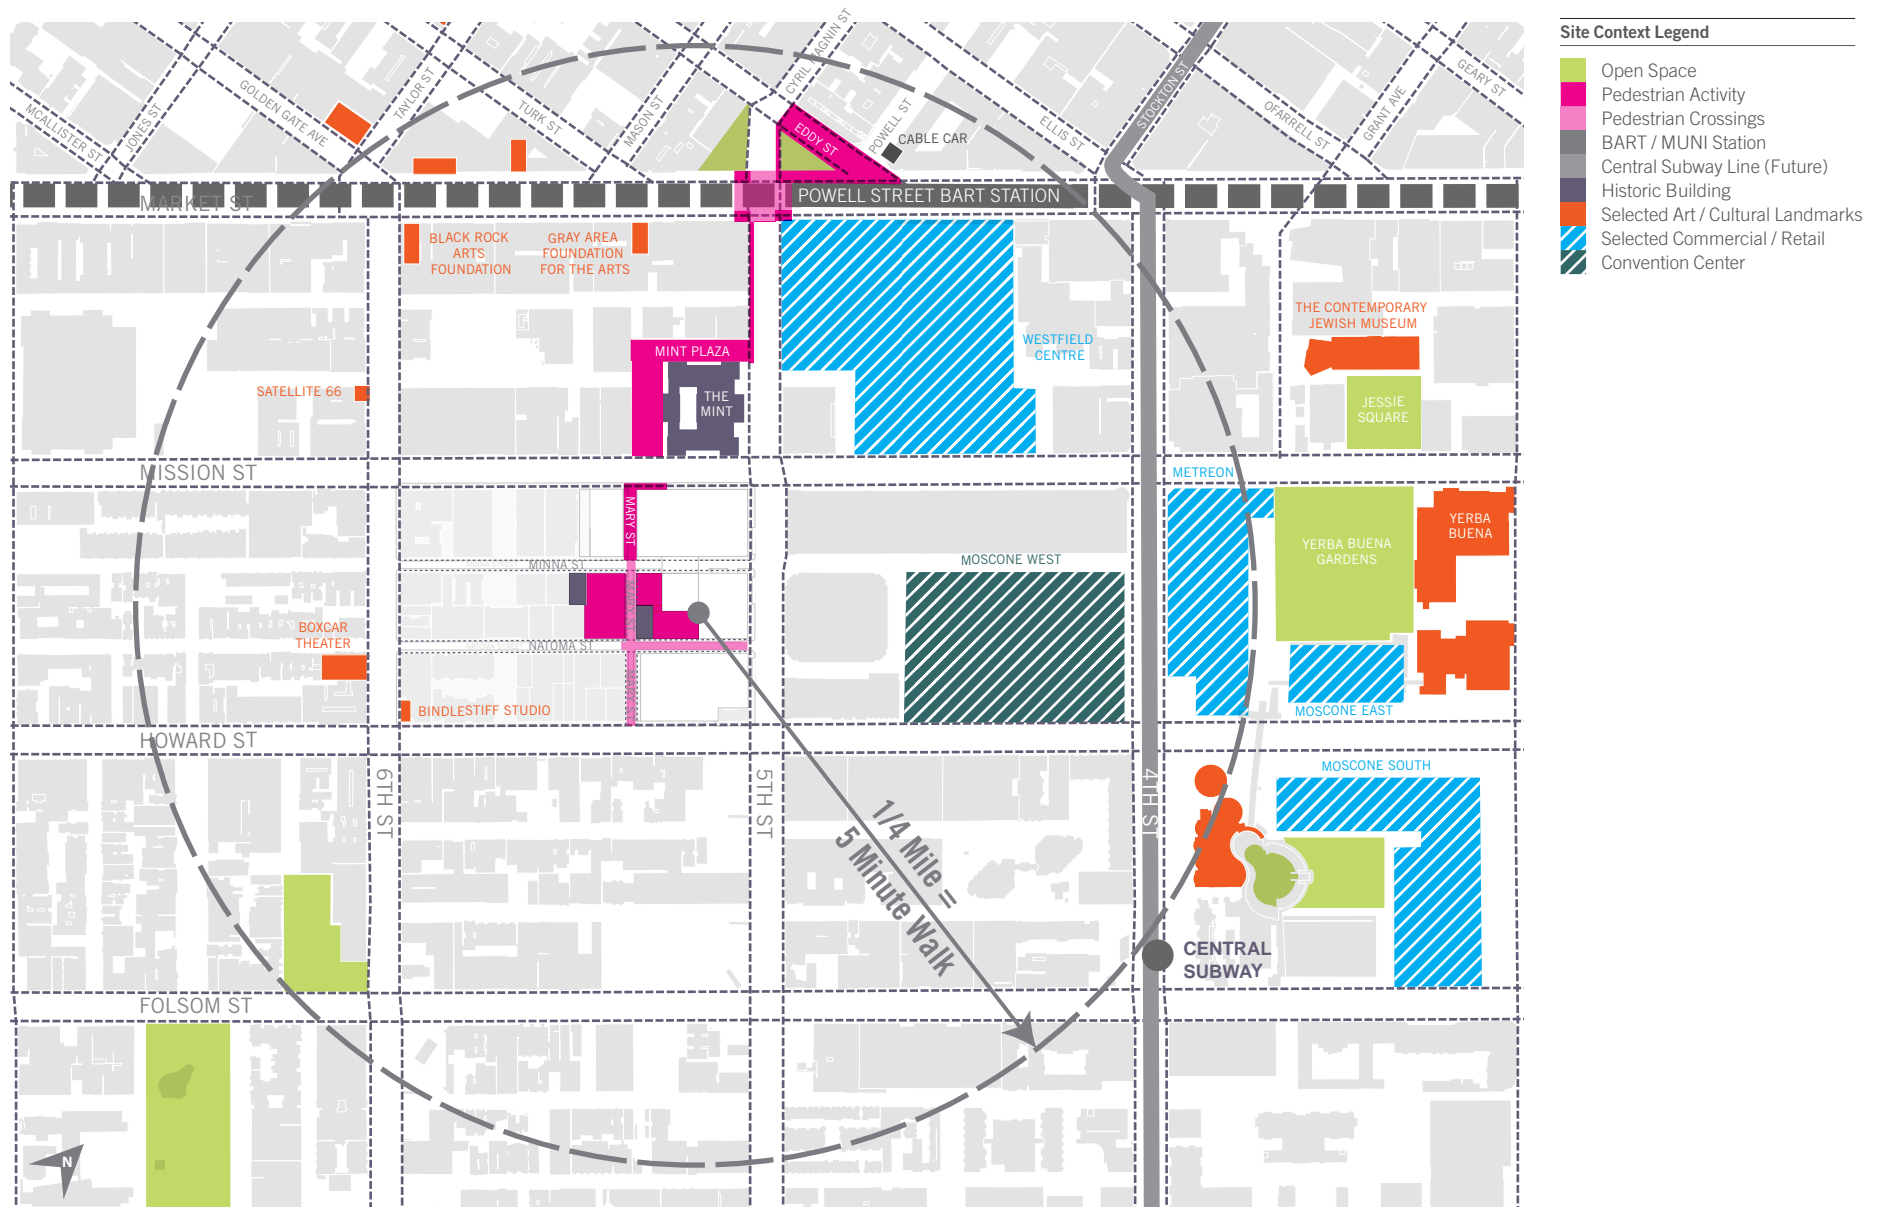 Site Context Legend
Open Space
Pedestrian Activity
Pedestrian Crossings
BART / MUNI Station
Central Subway Line (Future)
Historic Building
Selected Art / Cultural Landmarks
Selected Commercial / Retail
Convention Center
MCALLISTER ST
JONES ST
GOLDEN GATE AVE
TAYLOR ST
TURK ST
MASON ST
CYRIL MAGNIN ST
EDDY ST
POWELL ST
CABLE CAR
ELLIS ST
STOCKTON ST
OFARRELL ST
GRANT AVE
GEARY ST
MARKET ST
POWELL STREET BART STATION
BLACK ROCK
ARTS
FOUNDATION
GRAY AREA
FOUNDATION
FOR THE ARTS
THE CONTEMPORARY
JEWISH MUSEUM
MINT PLAZA
WESTFIELD
CENTRE
SATELLITE 66
THE
MINT
JESSIE
SQUARE
MISSION ST
METREON
MARY ST
YERBA
BUENA
YERBA BUENA
GARDENS
MINNA ST
MOSCONE WEST
MARY ST
BOXCAR
THEATER
NATOMA ST
MARY ST
BINDLESTIFF STUDIO
MOSCONE EAST
HOWARD ST
MOSCONE SOUTH
6TH ST
5TH ST
4TH ST
1/4 Mile =
5 Minute Walk
CENTRAL
SUBWAY
FOLSOM ST
N